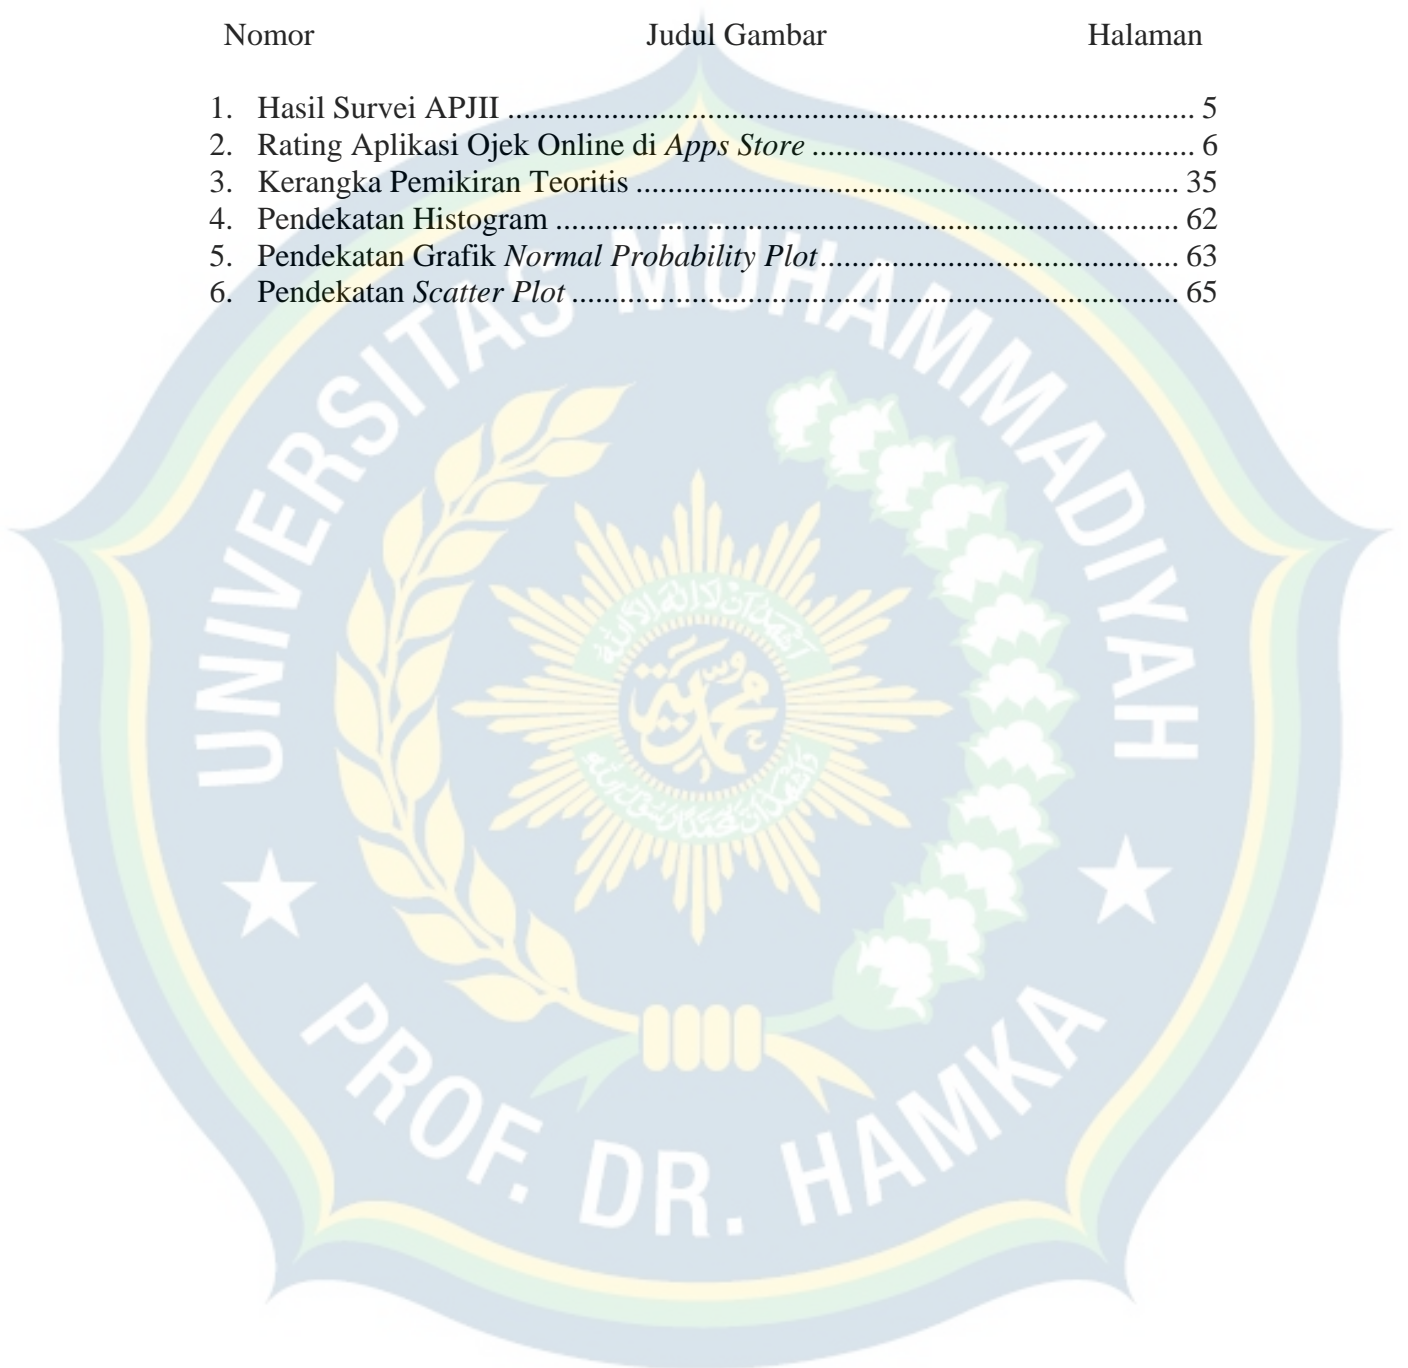 Nomor Judul Gambar Halaman
1. Hasil Survei APJII ..................................................................................... 5
2. Rating Aplikasi Ojek Online di Apps Store ............................................... 6
3. Kerangka Pemikiran Teoritis ................................................................... 35
4. Pendekatan Histogram ............................................................................. 62
5. Pendekatan Grafik Normal Probability Plot ............................................ 63
6. Pendekatan Scatter Plot ........................................................................... 65
UNIVERSITAS MUHAMMADIYAH
محمدية
PROF. DR. HAMKA